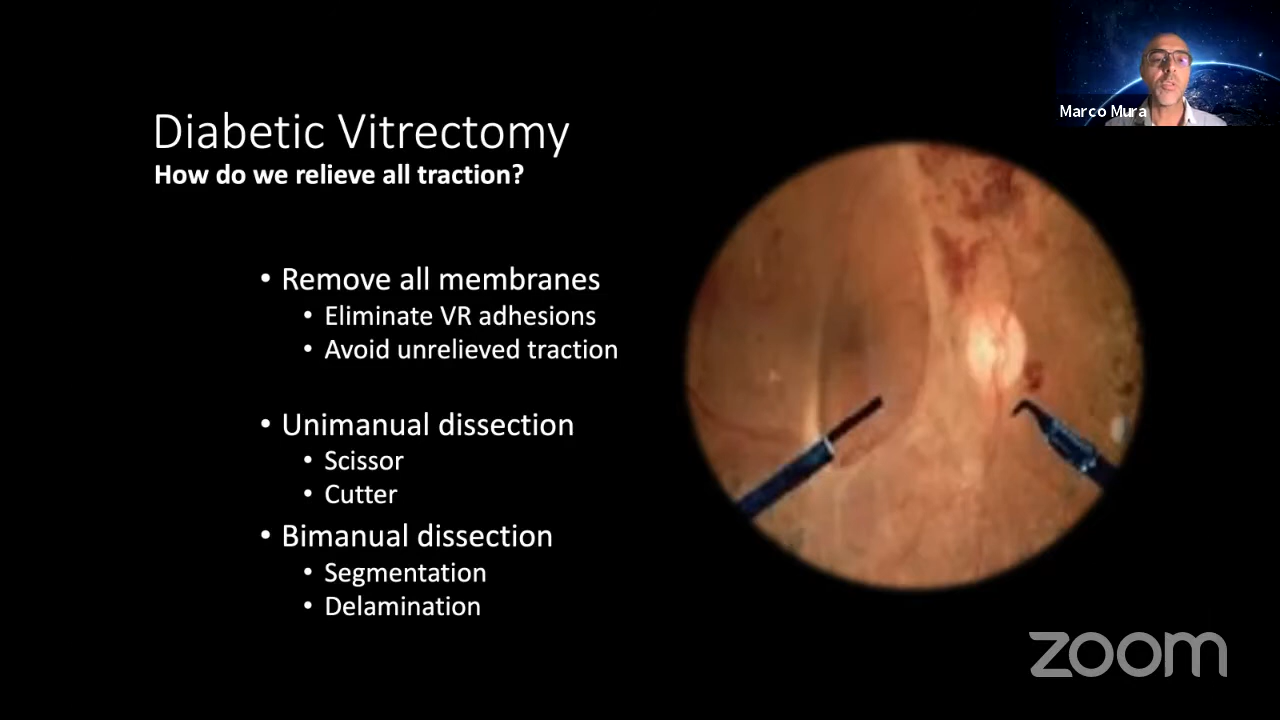 Marco Mura
Diabetic Vitrectomy
How do we relieve all traction?
• Remove all membranes
• Eliminate VR adhesions
• Avoid unrelieved traction
• Unimanual dissection
• Scissor
• Cutter
• Bimanual dissection
• Segmentation
• Delamination
zoom